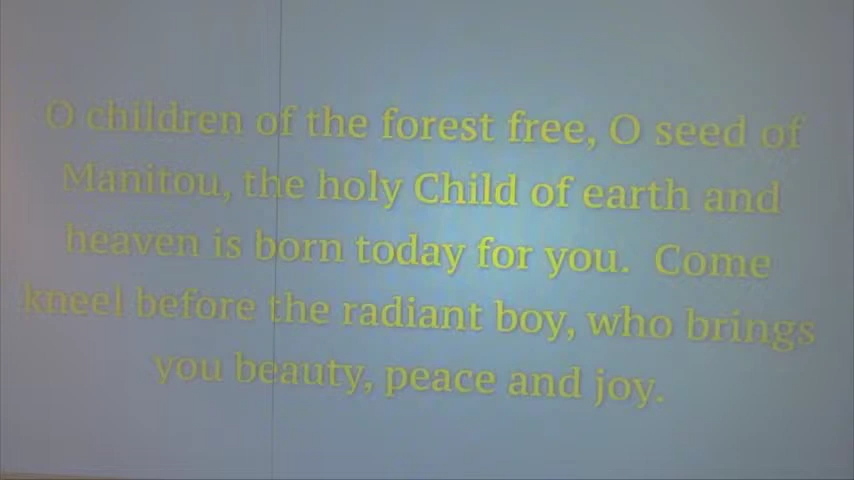 O children of the forest free, O seed of
Manitou, the holy Child of earth and
heaven is born today for you.  Come
kneel before the radiant boy, who brings
you beauty, peace and joy.